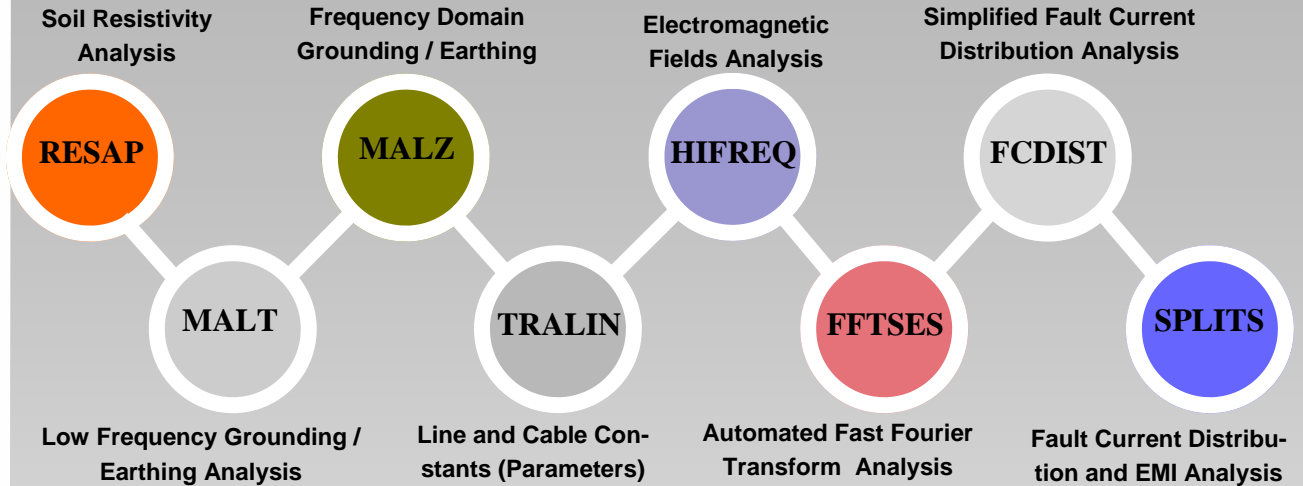 Soil Resistivity
Analysis
Frequency Domain
Grounding / Earthing
Electromagnetic
Fields Analysis
Simplified Fault Current
Distribution Analysis
RESAP
MALZ
HIFREQ
FCDIST
MALT
TRALIN
FFTSES
SPLITS
Low Frequency Grounding /
Earthing Analysis
Line and Cable Con-
stants (Parameters)
Automated Fast Fourier
Transform Analysis
Fault Current Distribu-
tion and EMI Analysis